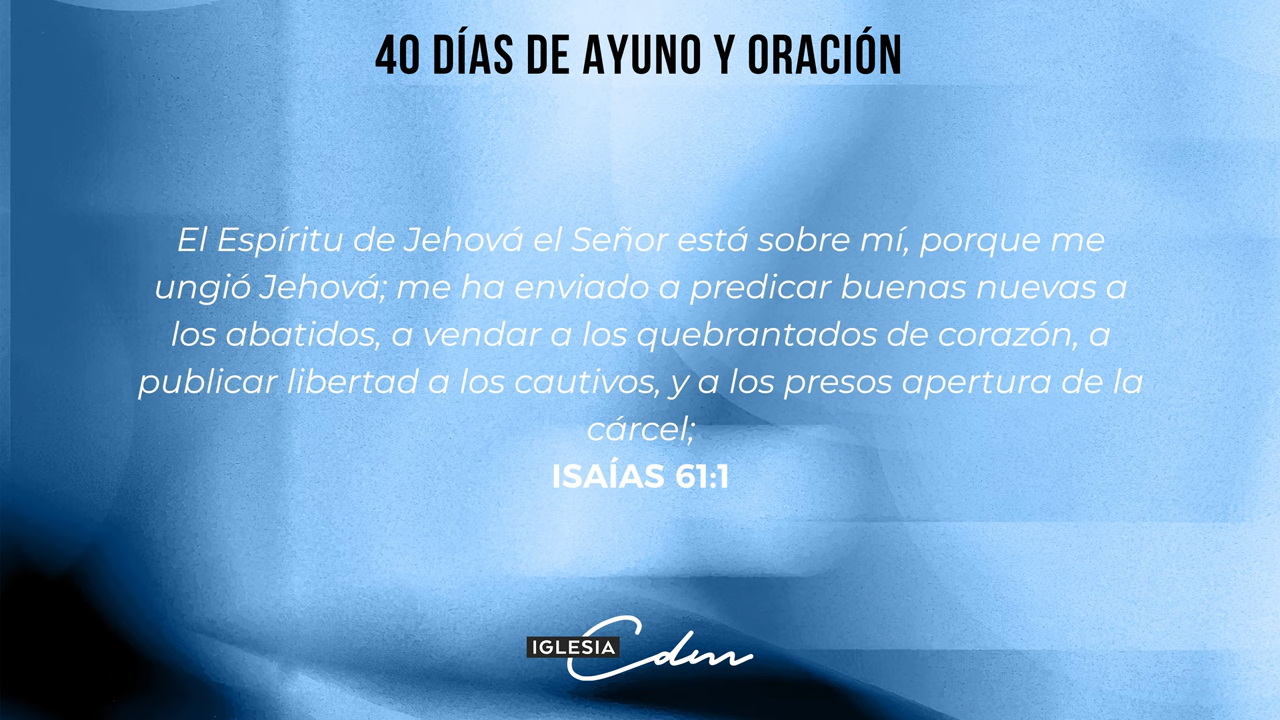 40 DÍAS DE AYUNO Y ORACIÓN
El Espíritu de Jehová el Señor está sobre mí, porque me
ungió Jehová; me ha enviado a predicar buenas nuevas a
los abatidos, a vendar a los quebrantados de corazón, a
publicar libertad a los cautivos, y a los presos apertura de la
cárcel;
ISAÍAS 61:1
IGLESIA Cdm